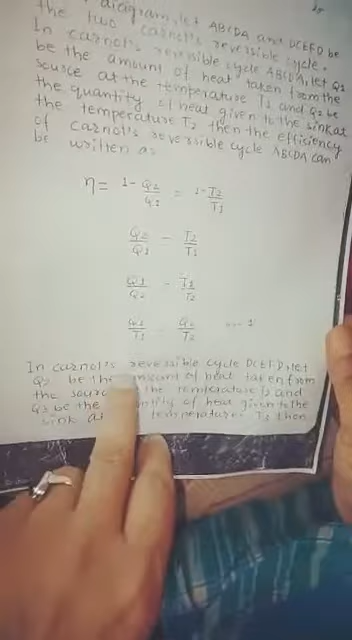 diagram, let ABCDA and DCEFD be
the two carnot's reversible cycle.
In carnot's reversible cycle ABCDA, let Q1
be the amount of heat taken from the
source at the temperature T1 and Q2 be
the quantity of heat given to the sink at
the temperature T2 then the efficiency
of carnot's reversible cycle ABCDA can
be written as
η = 1 - Q2/Q1 = 1 - T2/T1
Q2/Q1 = T2/T1
Q1/Q2 = T1/T2
Q1/T1 = Q2/T2 --- 1
In carnot's reversible cycle DCEFD, let
Q2 be the amount of heat taken from
the the temperature T2 and
Q3 be the of heat given to the
sink at temperature T3 then